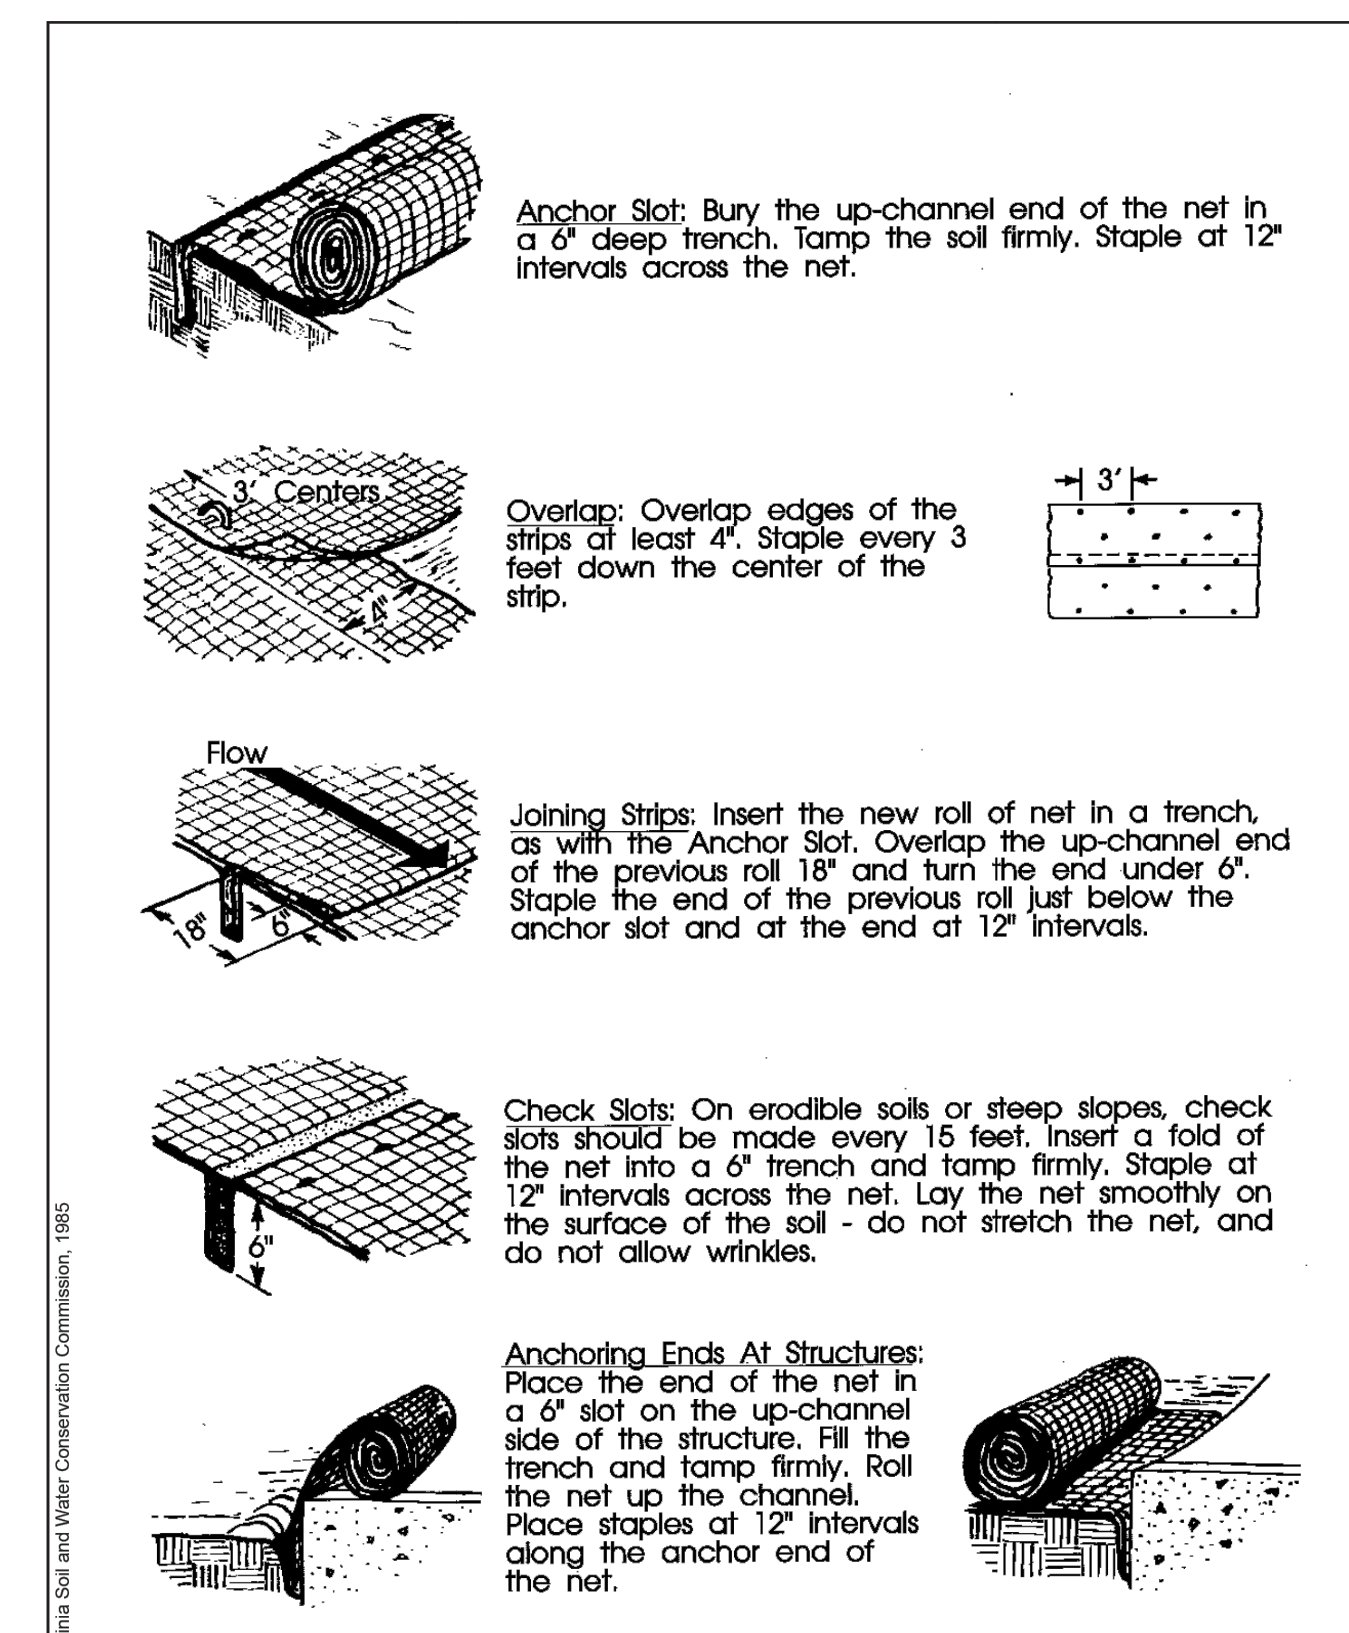 Anchor Slot: Bury the up-channel end of the net in
a 6" deep trench. Tamp the soil firmly. Staple at 12"
intervals across the net.
3' Centers
4"
Overlap: Overlap edges of the
strips at least 4". Staple every 3
feet down the center of the
strip.
3'
Flow
18"
6"
Joining Strips: Insert the new roll of net in a trench,
as with the Anchor Slot. Overlap the up-channel end
of the previous roll 18" and turn the end under 6".
Staple the end of the previous roll just below the
anchor slot and at the end at 12" intervals.
6"
Check Slots: On erodible soils or steep slopes, check
slots should be made every 15 feet. Insert a fold of
the net into a 6" trench and tamp firmly. Staple at
12" intervals across the net. Lay the net smoothly on
the surface of the soil - do not stretch the net, and
do not allow wrinkles.
Anchoring Ends At Structures:
Place the end of the net in
a 6" slot on the up-channel
side of the structure. Fill the
trench and tamp firmly. Roll
the net up the channel.
Place staples at 12" intervals
along the anchor end of
the net.
Soil and Water Conservation Commission, 1985